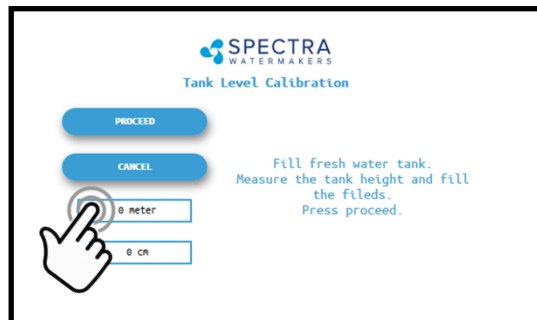 SPECTRA
WATERMAKERS
Tank Level Calibration
PROCEED
CANCEL
0 meter
0 cm
Fill fresh water tank.
Measure the tank height and fill
the fileds.
Press proceed.